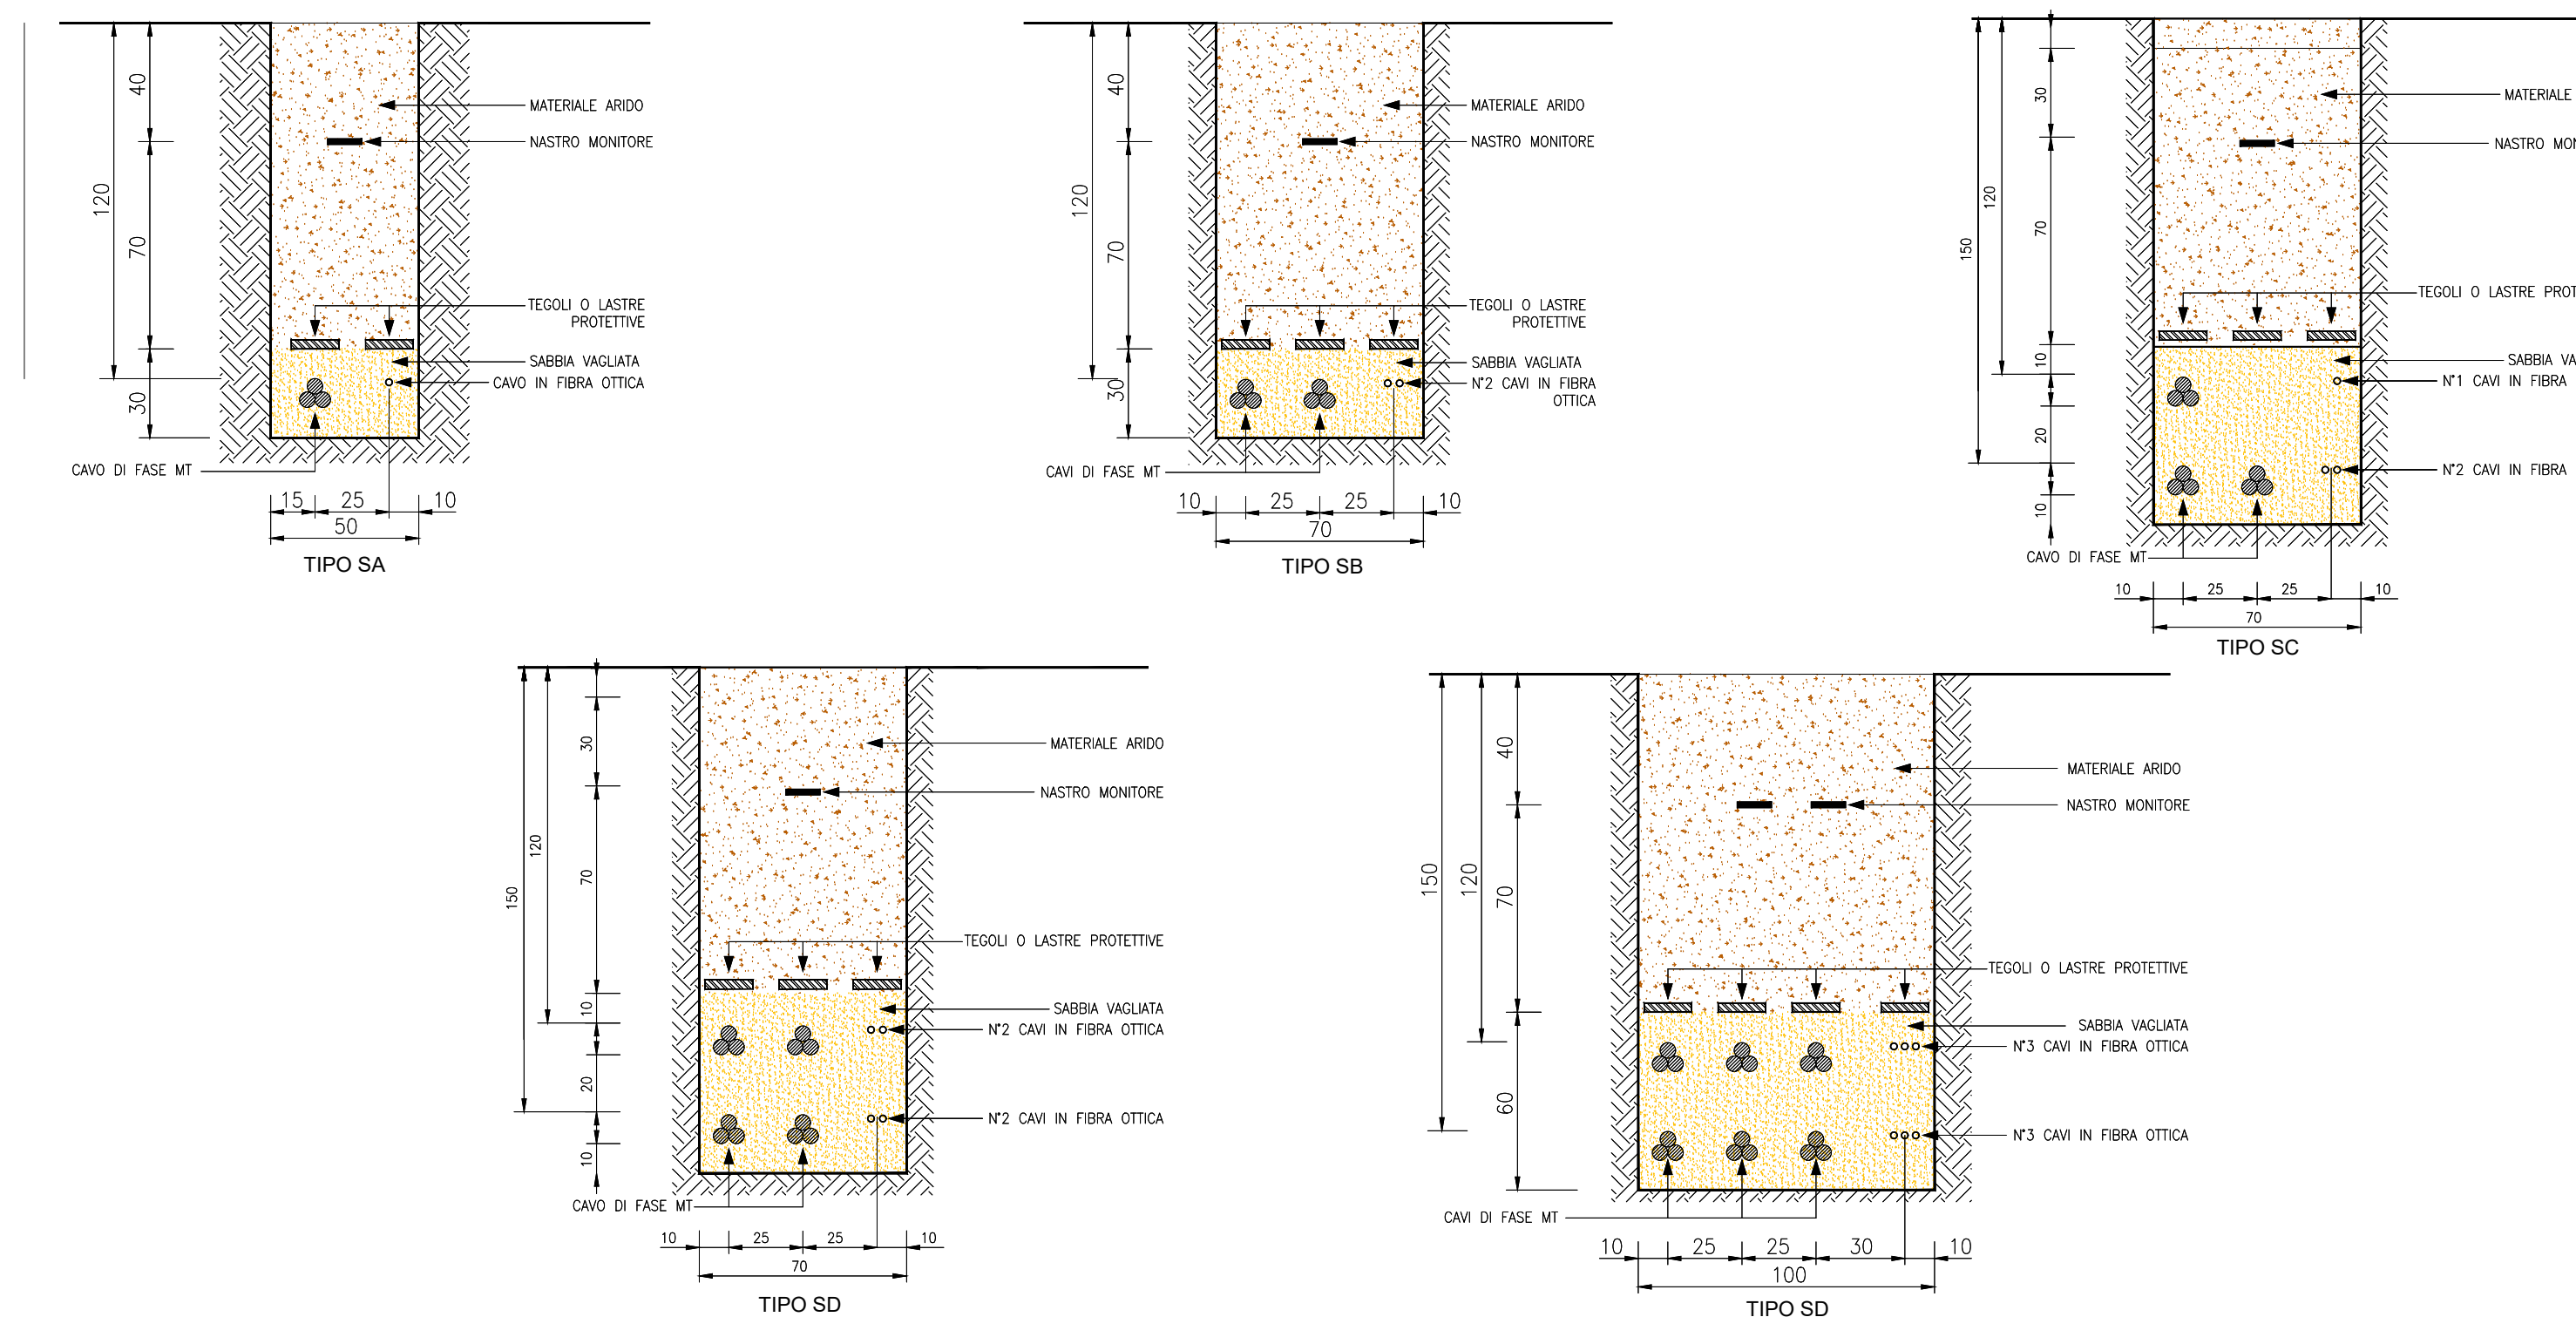 40
70
30
120
MATERIALE ARIDO
NASTRO MONITORE
TEGOLI O LASTRE
PROTETTIVE
SABBIA VAGLIATA
CAVO IN FIBRA OTTICA
CAVO DI FASE MT
15 25 10
50
TIPO SA
40
70
30
120
MATERIALE ARIDO
NASTRO MONITORE
TEGOLI O LASTRE
PROTETTIVE
SABBIA VAGLIATA
N°2 CAVI IN FIBRA
OTTICA
CAVI DI FASE MT
10 25 25 10
70
TIPO SB
30
70
10
20
10
120
150
MATERIALE
NASTRO MON
TEGOLI O LASTRE PROT
SABBIA VA
N°1 CAVI IN FIBRA
N°2 CAVI IN FIBRA
CAVO DI FASE MT
10 25 25 10
70
TIPO SC
30
70
10
20
10
120
150
MATERIALE ARIDO
NASTRO MONITORE
TEGOLI O LASTRE PROTETTIVE
SABBIA VAGLIATA
N°2 CAVI IN FIBRA OTTICA
N°2 CAVI IN FIBRA OTTICA
CAVO DI FASE MT
10 25 25 10
70
TIPO SD
40
70
60
120
150
MATERIALE ARIDO
NASTRO MONITORE
TEGOLI O LASTRE PROTETTIVE
SABBIA VAGLIATA
N°3 CAVI IN FIBRA OTTICA
N°3 CAVI IN FIBRA OTTICA
CAVI DI FASE MT
10 25 25 30 10
100
TIPO SD